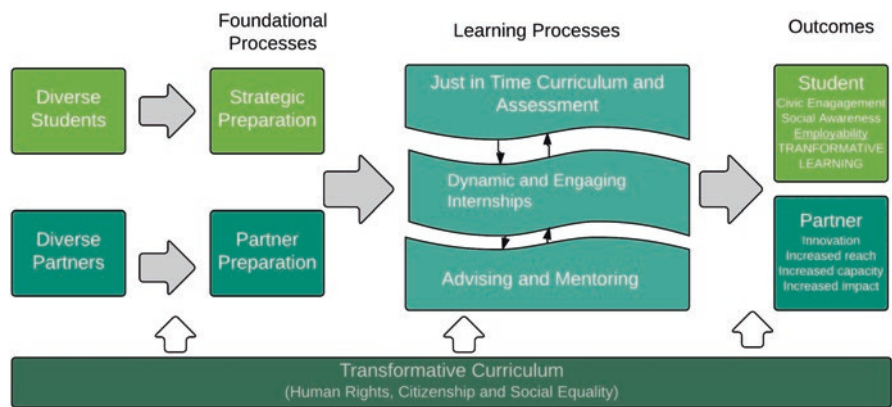 Foundational
Processes
Learning Processes
Outcomes
Diverse
Students
Strategic
Preparation
Just in Time Curriculum and
Assessment
Student
Civic Enagagement
Social Awareness
Employability
TRANFORMATIVE
LEARNING
Dynamic and Engaging
Internships
Diverse
Partners
Partner
Preparation
Advising and Mentoring
Partner
Innovation
Increased reach
Increased capacity
Increased impact
Transformative Curriculum
(Human Rights, Citizenship and Social Equality)